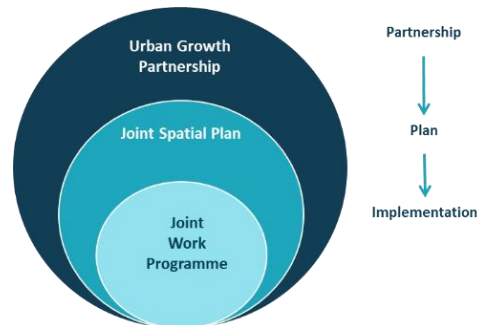 Urban Growth
Partnership
Joint Spatial Plan
Joint
Work
Programme
Partnership
Plan
Implementation